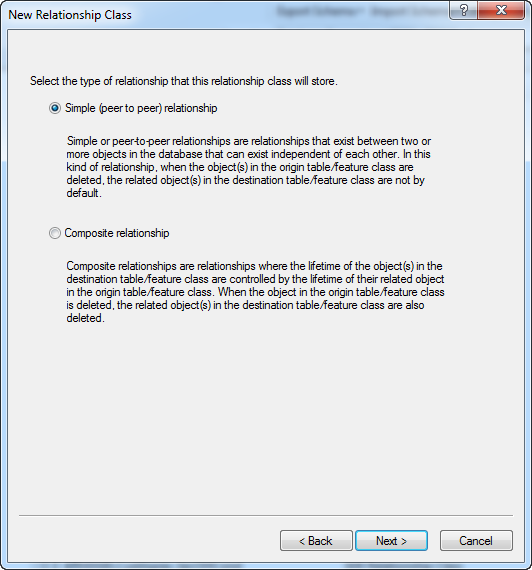 New Relationship Class
Select the type of relationship that this relationship class will store.
Simple (peer to peer) relationship
Simple or peer-to-peer relationships are relationships that exist between two or
more objects in the database that can exist independent of each other. In this
kind of relationship, when the object(s) in the origin table/feature class are
deleted, the related object(s) in the destination table/feature class are not by
default.
Composite relationship
Composite relationships are relationships where the lifetime of the object(s) in the
destination table/feature class are controlled by the lifetime of their related object
in the origin table/feature class. When the object in the origin table/feature class
is deleted, the related object(s) in the destination table/feature class are also
deleted.
< Back
Next >
Cancel